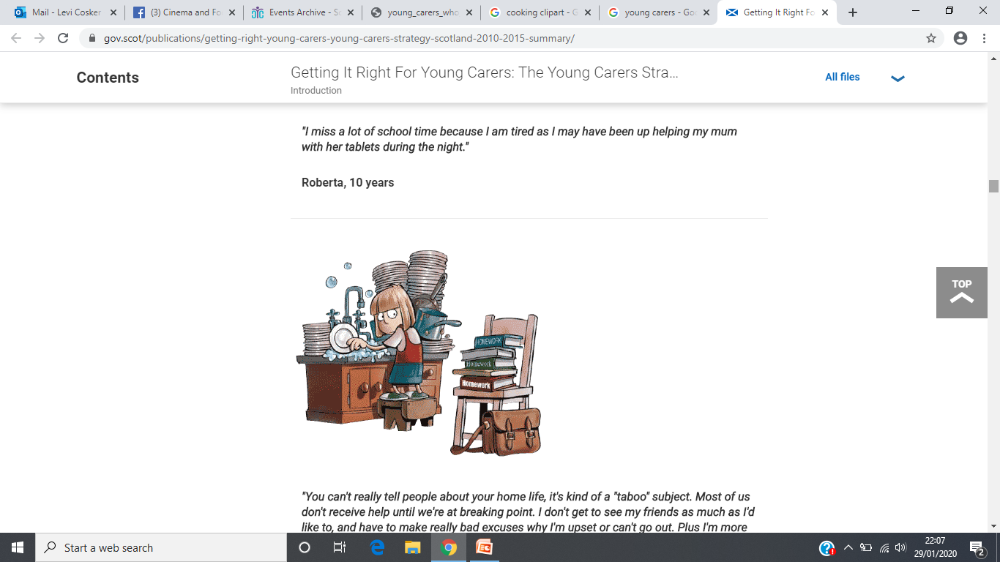 Mail - Levi Cosker
(3) Cinema and Fo
Events Archive - Sc
young_carers_who
cooking clipart - G
young carers - Go
Getting It Right Fo
gov.scot/publications/getting-right-young-carers-young-carers-strategy-scotland-2010-2015-summary/
Contents
Getting It Right For Young Carers: The Young Carers Stra...
Introduction
All files
"I miss a lot of school time because I am tired as I may have been up helping my mum
with her tablets during the night."
Roberta, 10 years
TOP
HOMEWORK
Homework
Homework
"You can't really tell people about your home life, it's kind of a "taboo" subject. Most of us
don't receive help until we're at breaking point. I don't get to see my friends as much as I'd
like to, and have to make really bad excuses why I'm upset or can't go out. Plus I'm more
Start a web search
22:07
29/01/2020
2